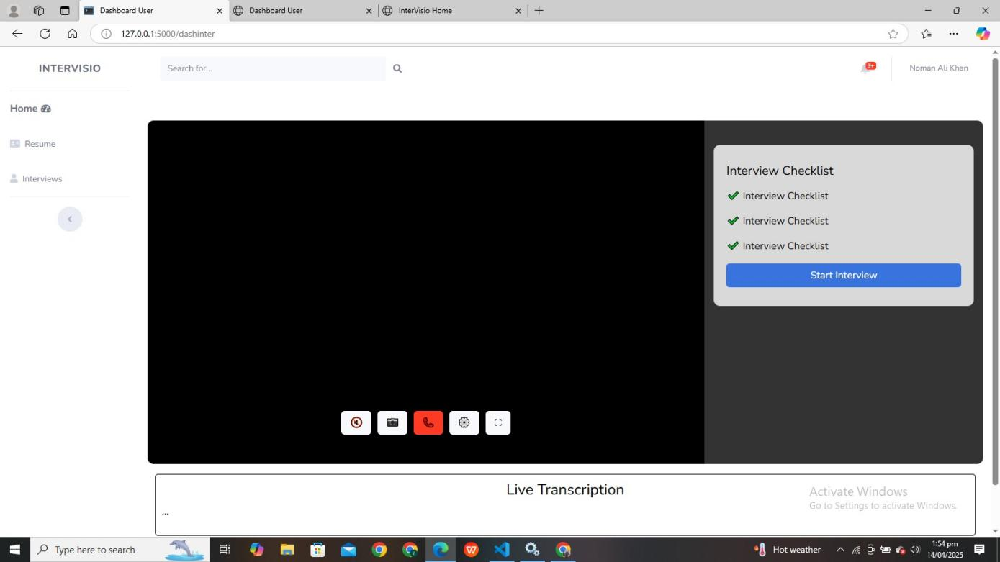 Dashboard User
Dashboard User
InterVisio Home
127.0.0.1:5000/dashinter
INTERVISIO
Search for...
3+
Noman Ali Khan
Home
Resume
Interviews
Interview Checklist
Interview Checklist
Interview Checklist
Interview Checklist
Start Interview
Live Transcription
...
Activate Windows
Go to Settings to activate Windows.
Type here to search
Hot weather
1:54 pm
14/04/2025